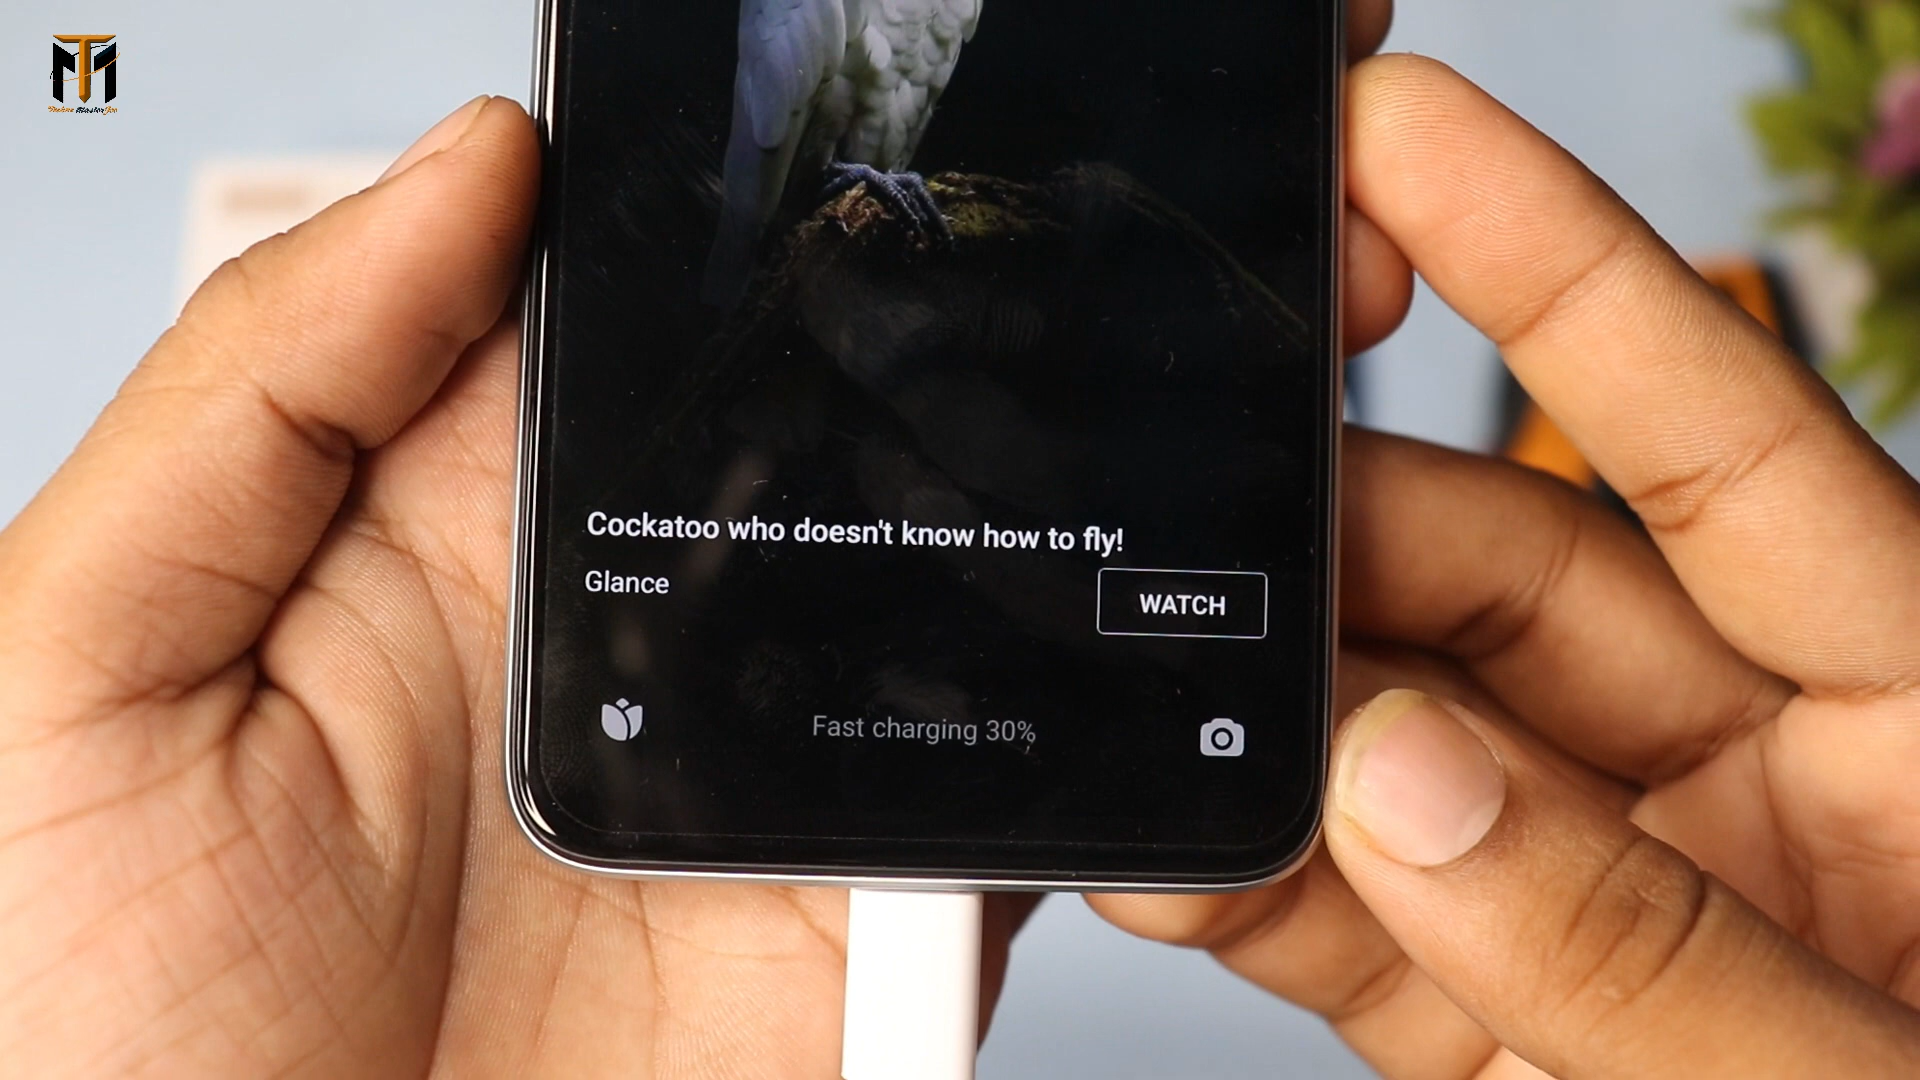 Cockatoo who doesn't know how to fly!
Glance
WATCH
Fast charging 30%